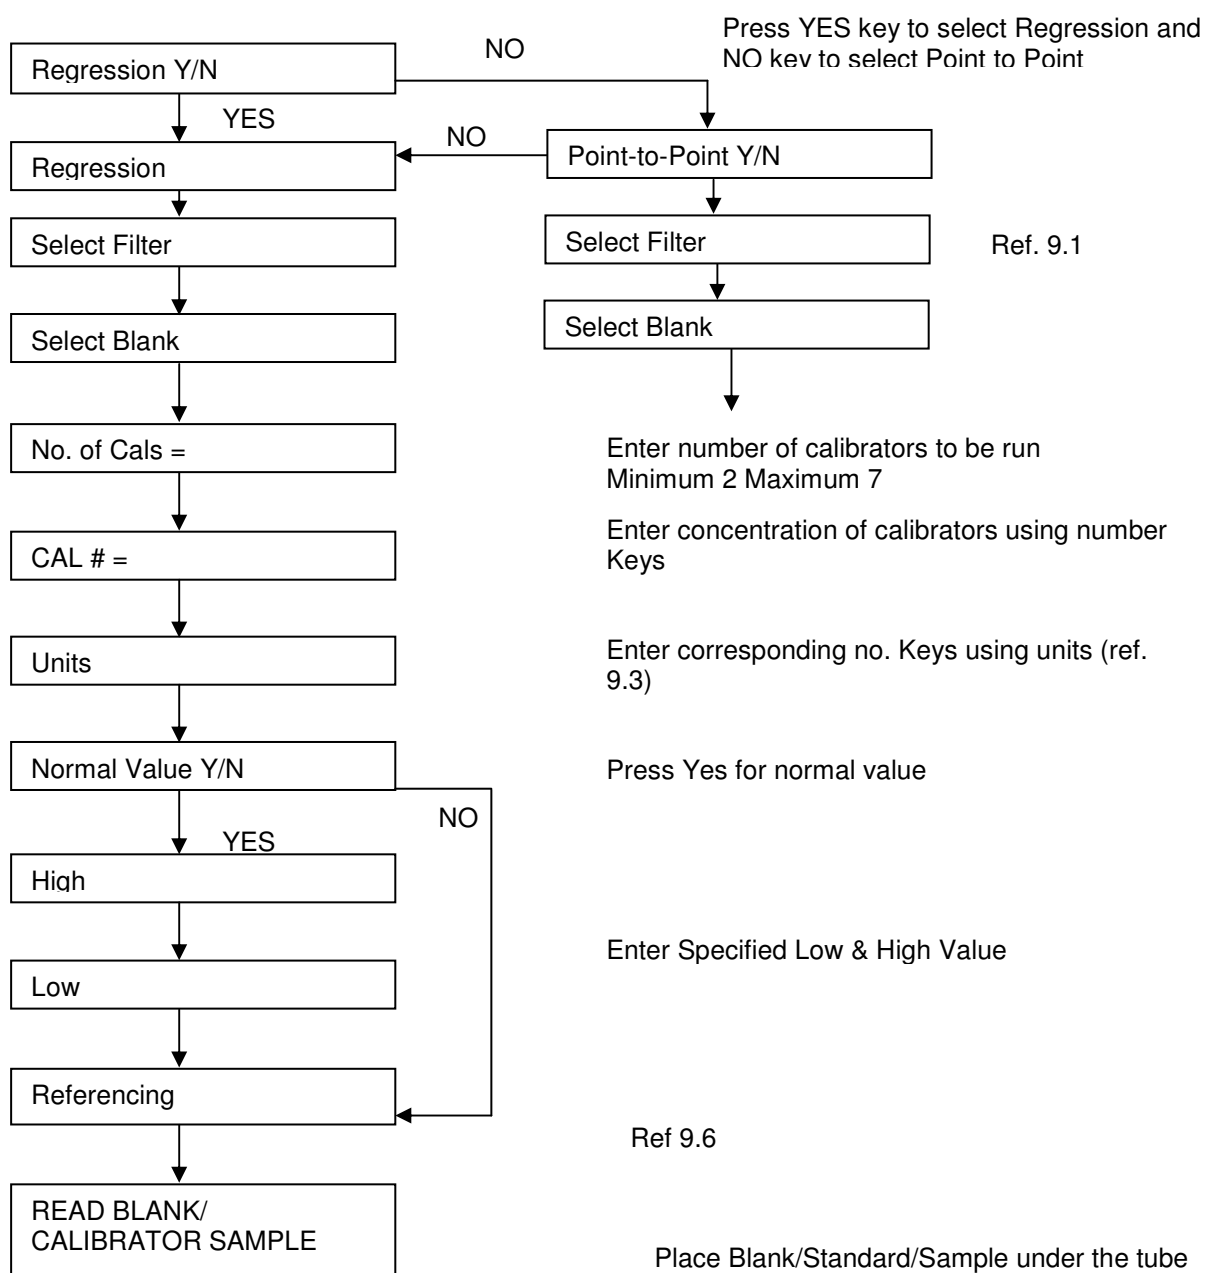 Press YES key to select Regression and
NO key to select Point to Point
Regression Y/N
NO
YES
NO
Regression
Point-to-Point Y/N
Select Filter
Select Filter
Ref. 9.1
Select Blank
Select Blank
No. of Cals =
Enter number of calibrators to be run
Minimum 2 Maximum 7
CAL # =
Enter concentration of calibrators using number
Keys
Units
Enter corresponding no. Keys using units (ref.
9.3)
Normal Value Y/N
Press Yes for normal value
NO
YES
High
Enter Specified Low & High Value
Low
Referencing
Ref 9.6
READ BLANK/
CALIBRATOR SAMPLE
Place Blank/Standard/Sample under the tube